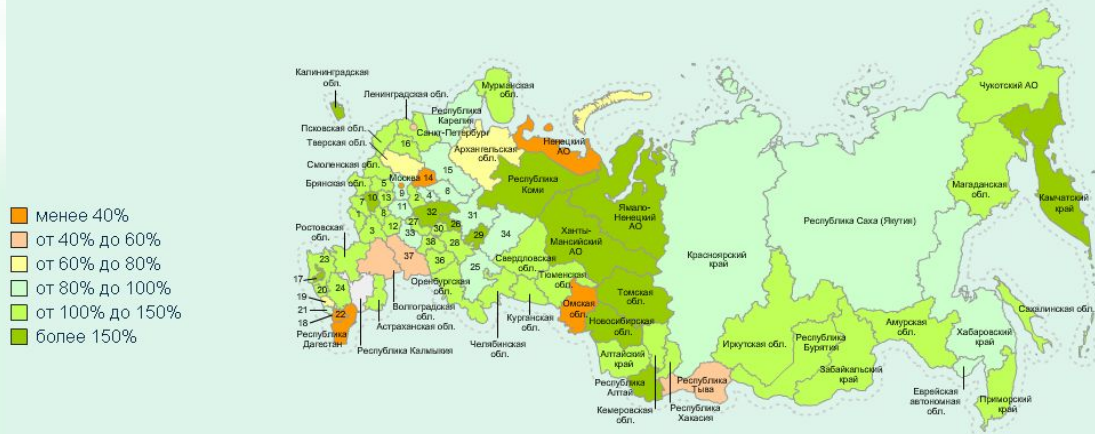 менее 40%
от 40% до 60%
от 60% до 80%
от 80% до 100%
от 100% до 150%
более 150%
Калининградская
обл.
Ленинградская обл.
Мурманская
обл.
Республика
Карелия
Санкт-Петербург
Псковская обл.
Тверская обл.
Смоленская обл.
Брянская обл.
Москва
Архангельская
обл.
Ненецкий
АО
Республика
Коми
Ямало-
Ненецкий
АО
Ханты-
Мансийский
АО
Красноярский
край
Республика Саха (Якутия)
Чукотский АО
Магаданская
обл.
Камчатский
край
Ростовская
обл.
Свердловская
обл.
Тюменская
обл.
Омская
обл.
Томская
обл.
Новосибирская
обл.
Алтайский
край
Республика
Алтай
Кемеровская
обл.
Республика
Хакасия
Республика
Тыва
Иркутская обл.
Республика
Бурятия
Забайкальский
край
Амурская
обл.
Хабаровский
край
Еврейская
автономная
обл.
Приморский
край
Сахалинская обл.
Оренбургская
обл.
Волгоградская
обл.
Астраханская обл.
Республика Калмыкия
Республика
Дагестан
Челябинская
обл.
Курганская
обл.
16
14
15
5
9
6
7
10
13
2
4
11
1
8
32
3
12
27
26
31
33
30
29
34
38
28
37
36
25
23
17
20
24
19
21
18
22